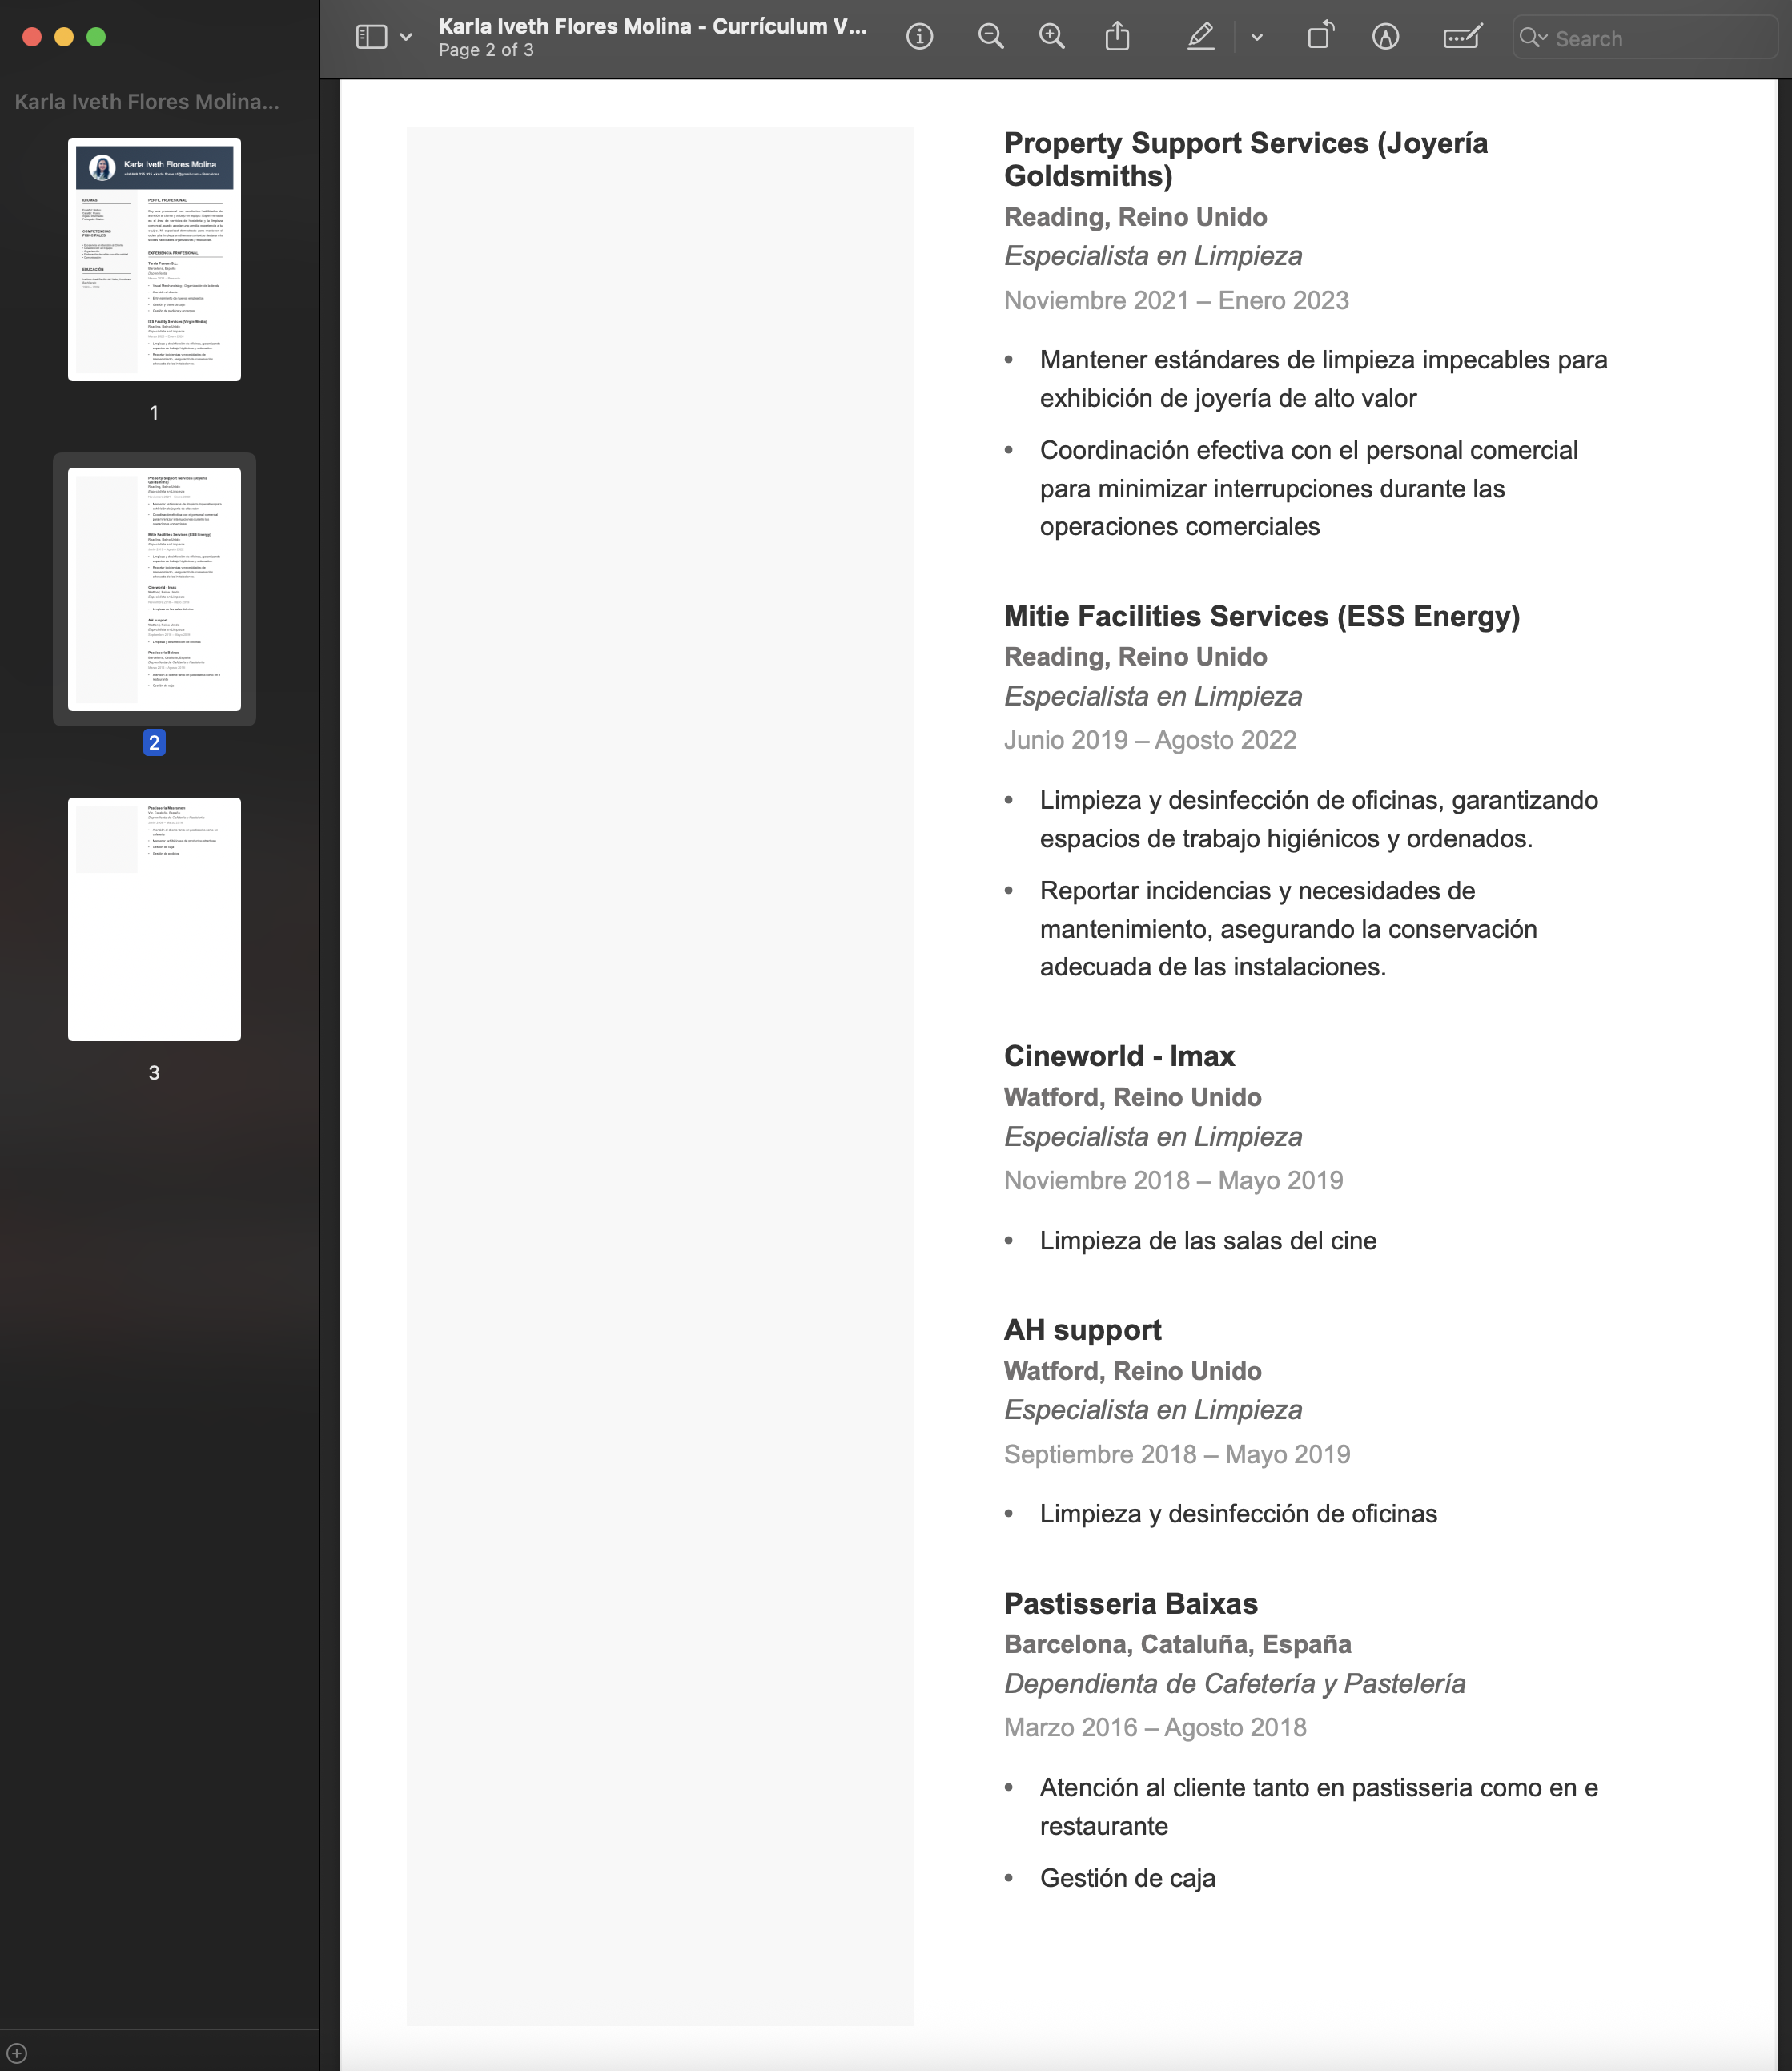 Karla Iveth Flores Molina - Currículum V...
Page 2 of 3
Search
Karla Iveth Flores Molina...
Karla Iveth Flores Molina
IDIOMAS
COMPETENCIAS
PRINCIPALES
EDUCACIÓN
PERFIL PROFESIONAL
EXPERIENCIA PROFESIONAL
1
2
3
Property Support Services (Joyería
Goldsmiths)
Reading, Reino Unido
Especialista en Limpieza
Noviembre 2021 – Enero 2023
• Mantener estándares de limpieza impecables para
exhibición de joyería de alto valor
• Coordinación efectiva con el personal comercial
para minimizar interrupciones durante las
operaciones comerciales
Mitie Facilities Services (ESS Energy)
Reading, Reino Unido
Especialista en Limpieza
Junio 2019 – Agosto 2022
• Limpieza y desinfección de oficinas, garantizando
espacios de trabajo higiénicos y ordenados.
• Reportar incidencias y necesidades de
mantenimiento, asegurando la conservación
adecuada de las instalaciones.
Cineworld - Imax
Watford, Reino Unido
Especialista en Limpieza
Noviembre 2018 – Mayo 2019
• Limpieza de las salas del cine
AH support
Watford, Reino Unido
Especialista en Limpieza
Septiembre 2018 – Mayo 2019
• Limpieza y desinfección de oficinas
Pastisseria Baixas
Barcelona, Cataluña, España
Dependienta de Cafetería y Pastelería
Marzo 2016 – Agosto 2018
• Atención al cliente tanto en pastisseria como en e
restaurante
• Gestión de caja